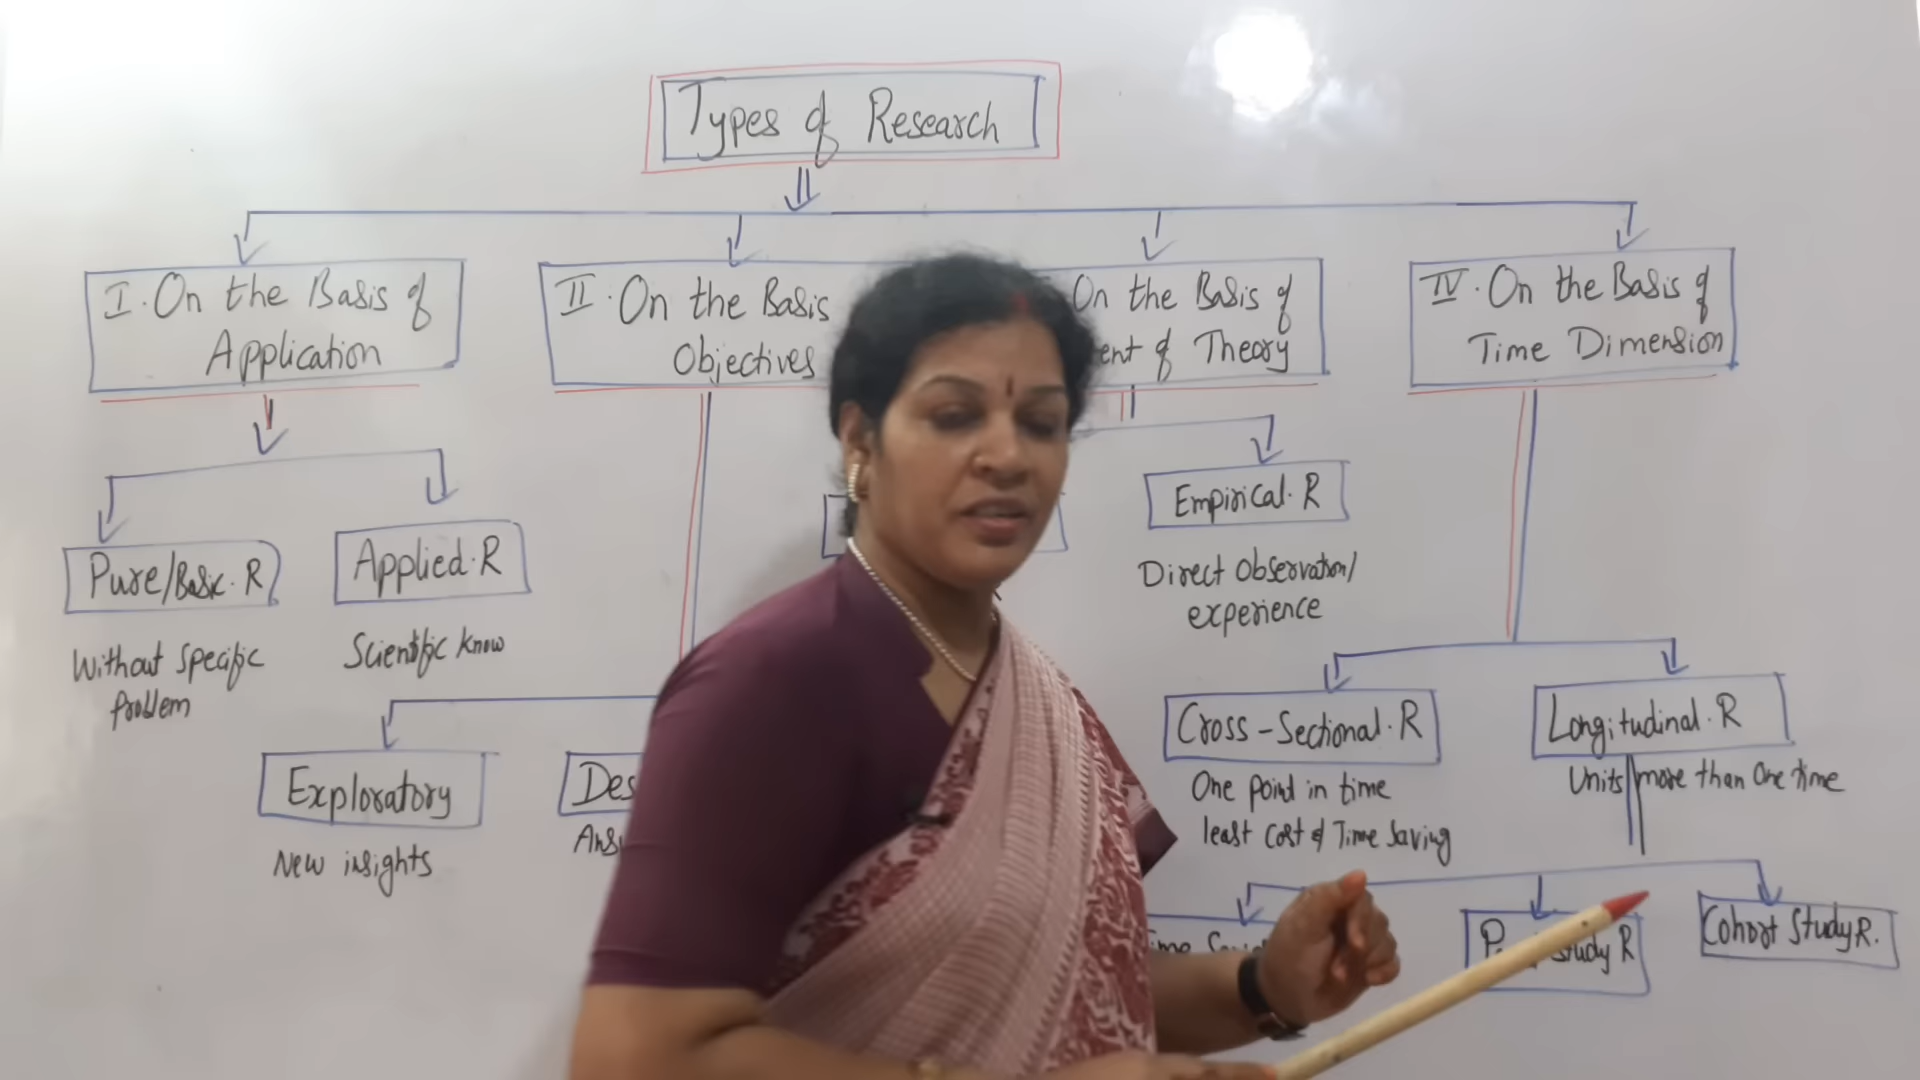 Types of Research
I. On the Basis of
Application
II. On the Basis
Objectives
On the Basis of
of Theory
IV. On the Basis of
Time Dimension
Pure/Basic. R
Without Specific
Problem
Applied. R
Scientific Know
Exploratory
New insights
Empirical. R
Direct Observation/
experience
Cross-Sectional. R
One Point in time
least Cost & Time Saving
Longitudinal. R
Units more than One time
Study R
Cohort Study R.